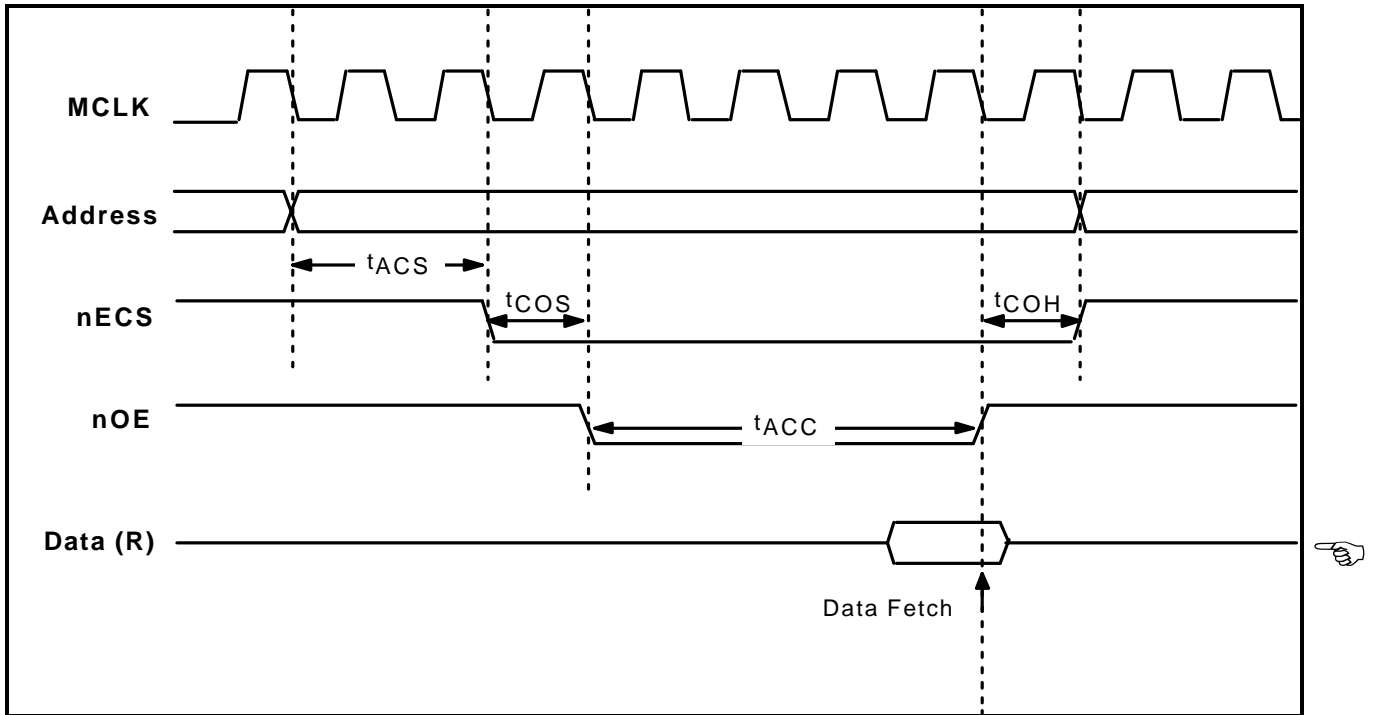 MCLK
Address
tACS
nECS
tCOS
tCOH
nOE
tACC
Data (R)
Data Fetch